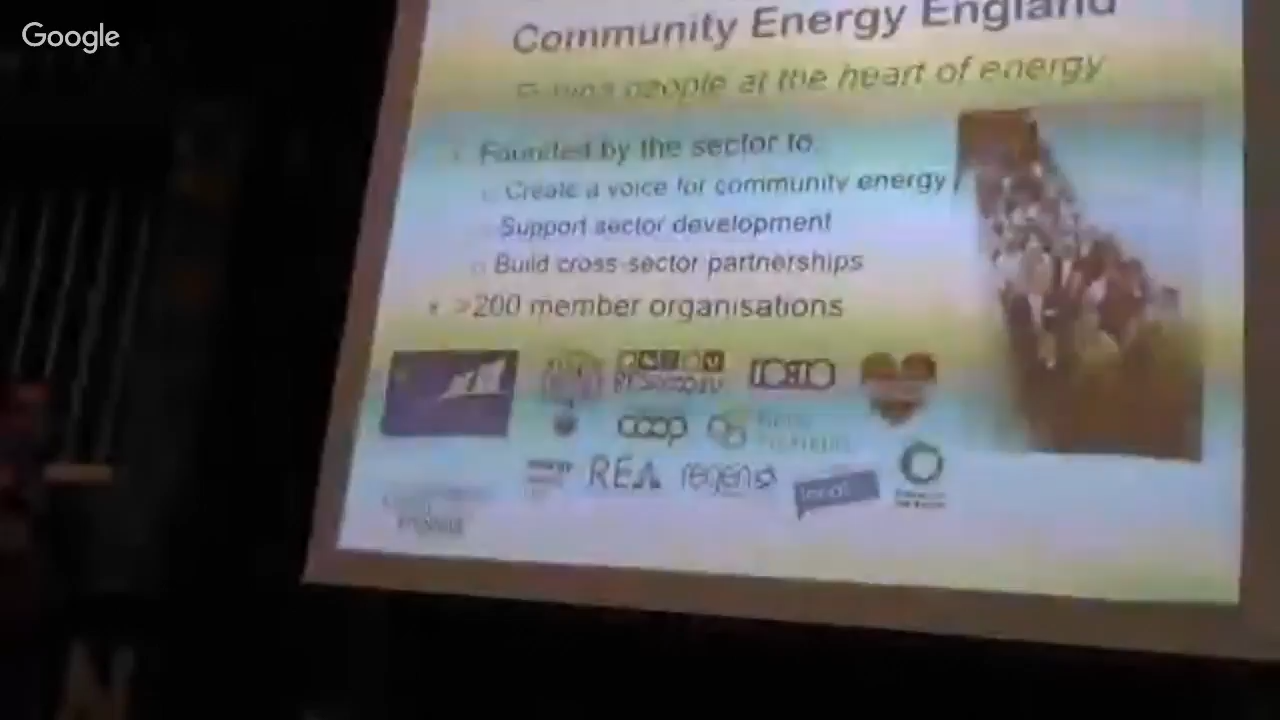 Google
Community Energy England
people at the heart of energy
Founded by the sector to
Create a voice for community energy
Support sector development
Build cross-sector partnerships
>200 member organisations
coop
REA
regen
local